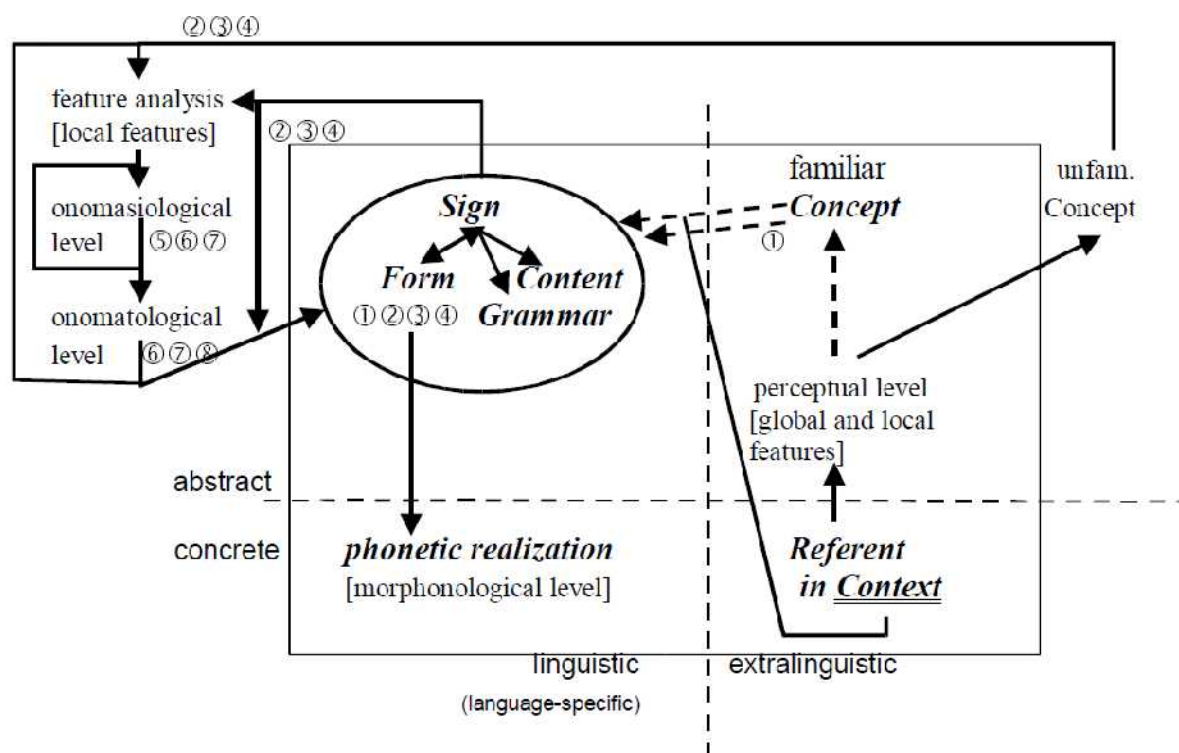 ②③④
feature analysis
[local features]
②③④
onomasiological
level ⑤⑥⑦
onomatological
level ⑥⑦⑧
Sign
Form Content
①②③④ Grammar
familiar
Concept
①
unfam.
Concept
perceptual level
[global and local
features]
abstract
concrete
phonetic realization
[morphonological level]
Referent
in Context
linguistic
(language-specific)
extralinguistic